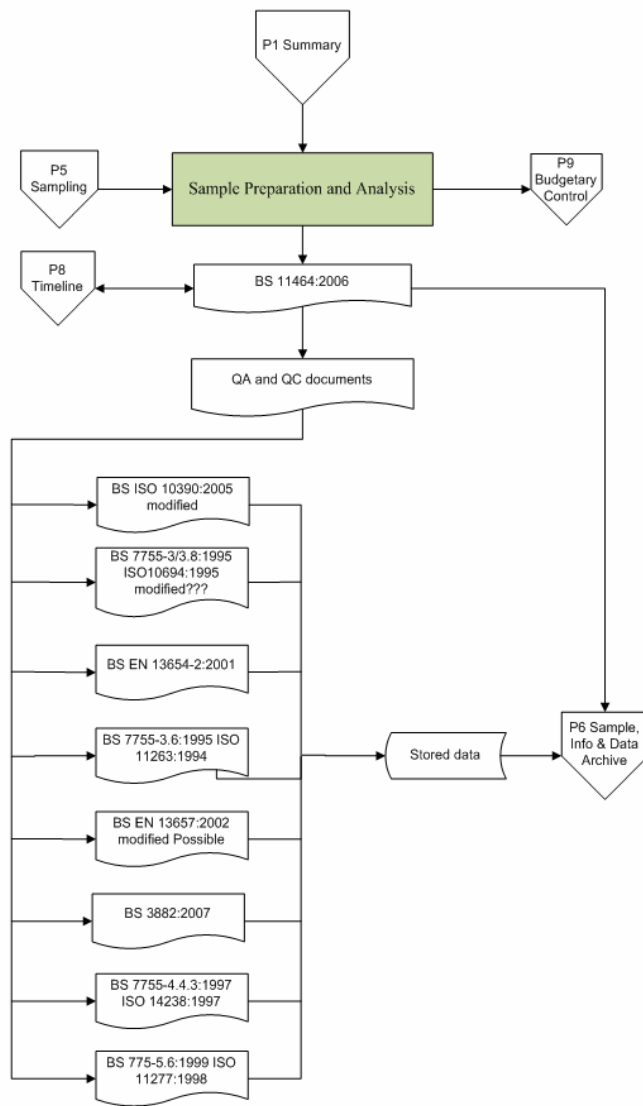 P1 Summary
P5
Sampling
Sample Preparation and Analysis
P9
Budgetary
Control
P8
Timeline
BS 11464:2006
QA and QC documents
BS ISO 10390:2005
modified
BS 7755-3/3.8:1995
ISO10694:1995
modified???
BS EN 13654-2:2001
BS 7755-3.6:1995 ISO
11263:1994
Stored data
P6 Sample,
Info & Data
Archive
BS EN 13657:2002
modified Possible
BS 3882:2007
BS 7755-4.4.3:1997
ISO 14238:1997
BS 775-5.6:1999 ISO
11277:1998